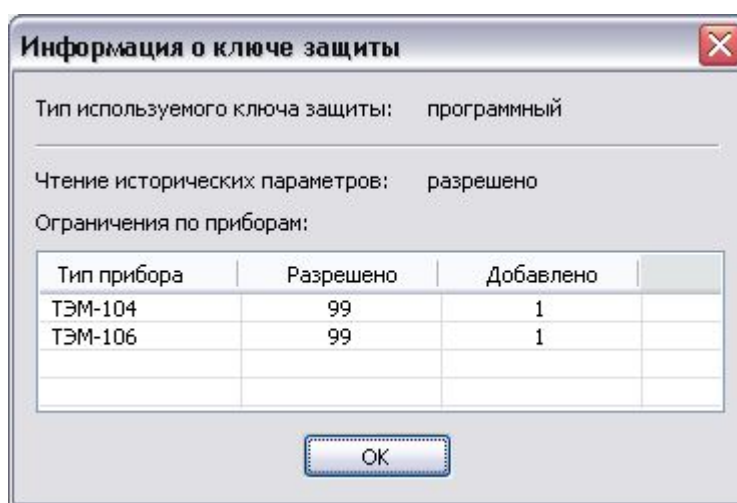 Информация о ключе защиты
Тип используемого ключа защиты: программный
Чтение исторических параметров: разрешено
Ограничения по приборам:
Тип прибора Разрешено Добавлено
ТЭМ-104 99 1
ТЭМ-106 99 1
OK